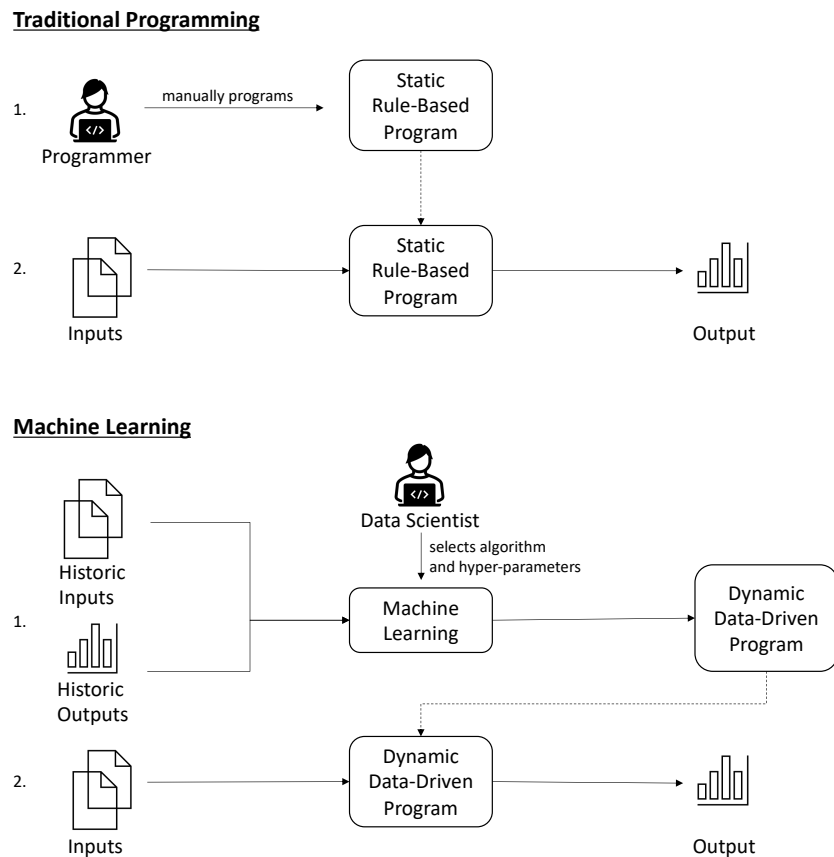 Traditional Programming
1.
manually programs
Static
Rule-Based
Program
</>
Programmer
2.
Static
Rule-Based
Program
Inputs
Output
Machine Learning
</>
Data Scientist
selects algorithm
and hyper-parameters
Historic
Inputs
1.
Machine
Learning
Dynamic
Data-Driven
Program
Historic
Outputs
2.
Dynamic
Data-Driven
Program
Inputs
Output